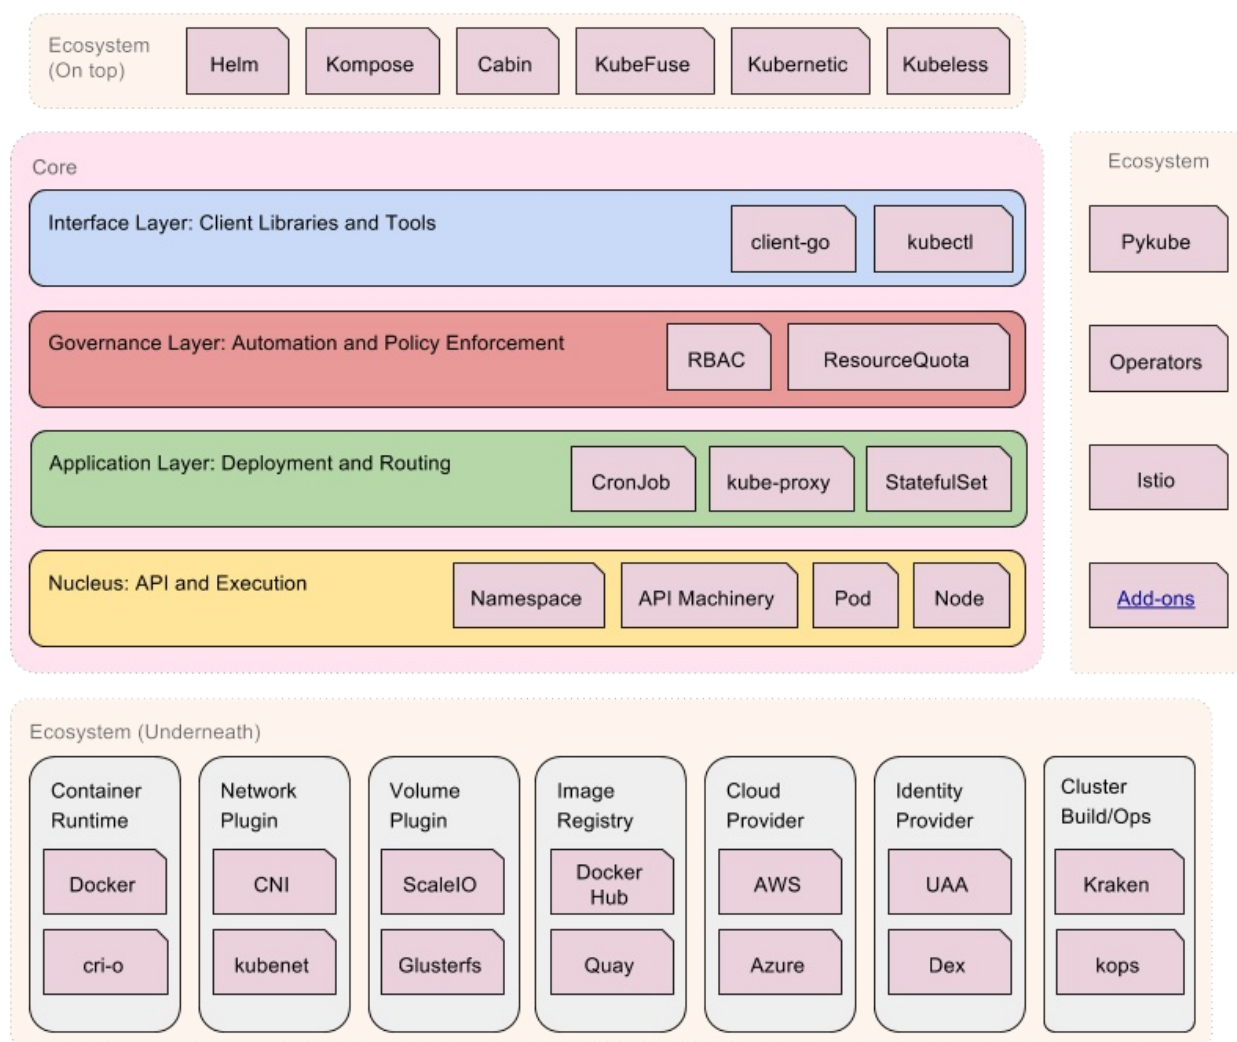 Ecosystem
(On top)
Helm
Kompose
Cabin
KubeFuse
Kubernetic
Kubeless
Core
Interface Layer: Client Libraries and Tools
client-go
kubectl
Governance Layer: Automation and Policy Enforcement
RBAC
ResourceQuota
Application Layer: Deployment and Routing
CronJob
kube-proxy
StatefulSet
Nucleus: API and Execution
Namespace
API Machinery
Pod
Node
Ecosystem
Pykube
Operators
Istio
Add-ons
Ecosystem (Underneath)
Container
Runtime
Docker
cri-o
Network
Plugin
CNI
kubenet
Volume
Plugin
ScaleIO
Glusterfs
Image
Registry
Docker
Hub
Quay
Cloud
Provider
AWS
Azure
Identity
Provider
UAA
Dex
Cluster
Build/Ops
Kraken
kops